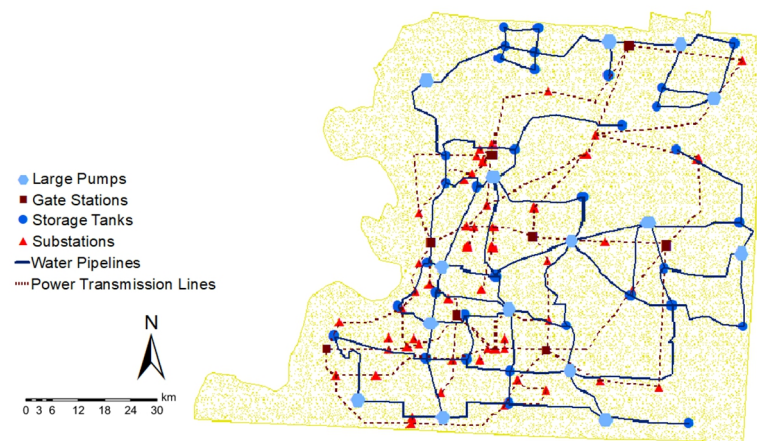 Large Pumps
Gate Stations
Storage Tanks
Substations
Water Pipelines
Power Transmission Lines
N
km
0 3 6 12 18 24 30